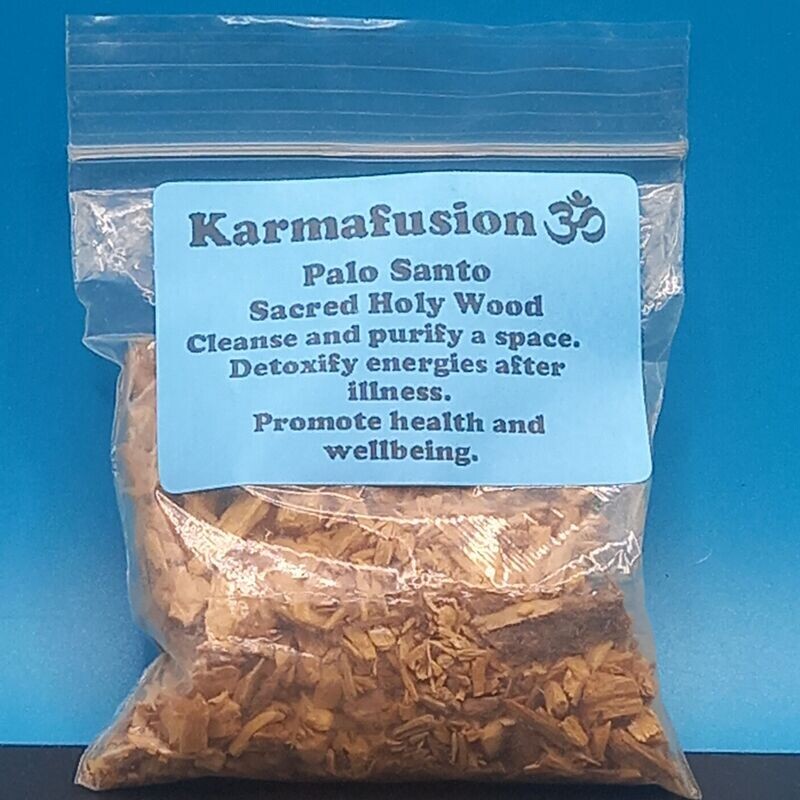 Karmafusion ॐ
Palo Santo
Sacred Holy Wood
Cleanse and purify a space.
Detoxify energies after
illness.
Promote health and
wellbeing.